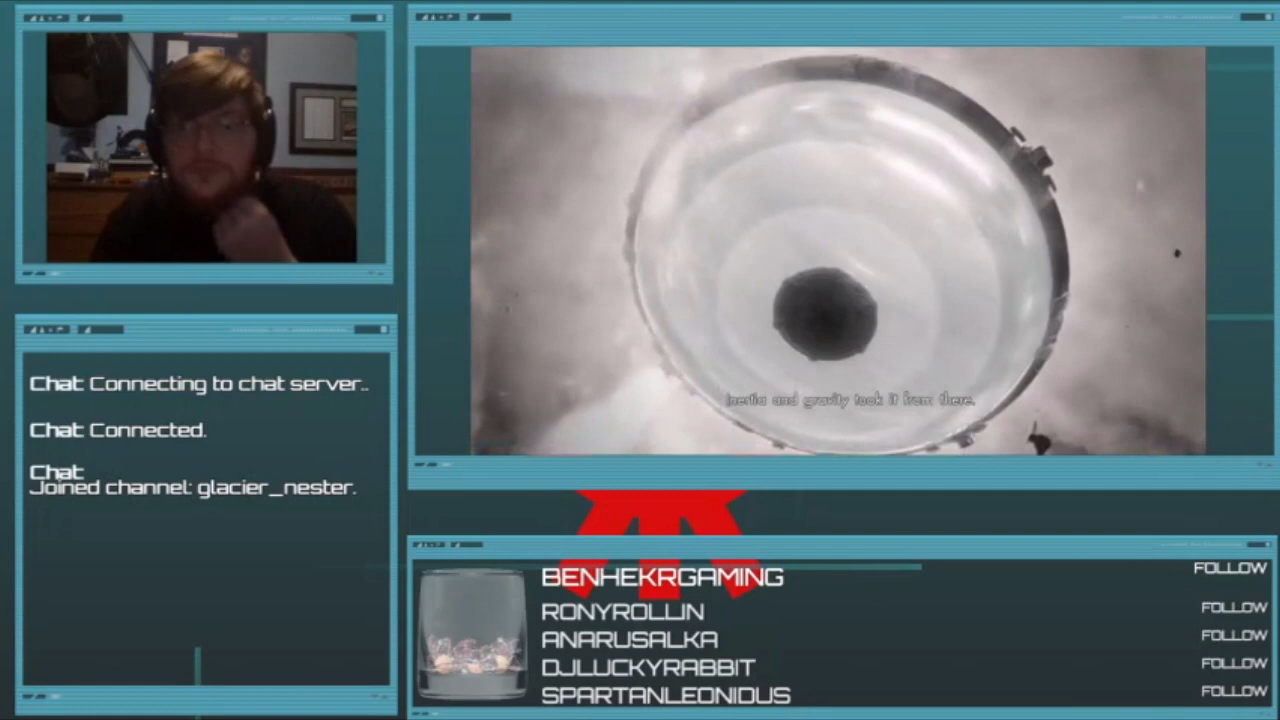 Chat: Connecting to chat server..
Chat: Connected.
Chat:
Joined channel: glacier_nester.
Inertia and gravity took it from there.
BENHEKRGAMING FOLLOW
RONYROLLIN FOLLOW
ANARUSALKA FOLLOW
DJLUCKYRABBIT FOLLOW
SPARTANLEONIDUS FOLLOW